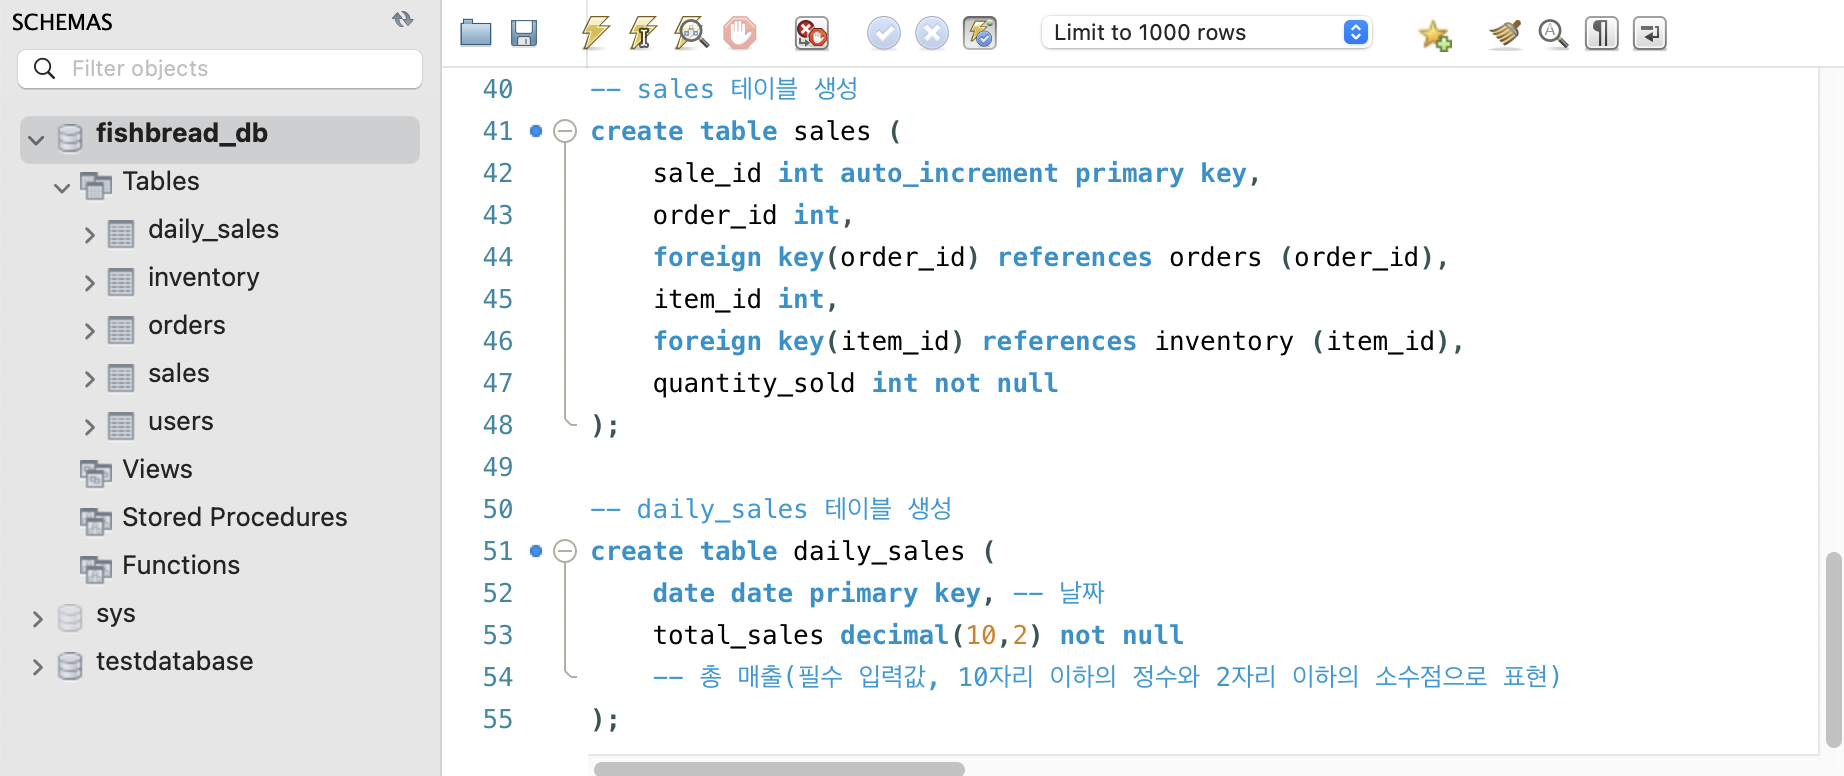 SCHEMAS
Filter objects
fishbread_db
Tables
daily_sales
inventory
orders
sales
users
Views
Stored Procedures
Functions
sys
testdatabase
Limit to 1000 rows
40 -- sales 테이블 생성
41 create table sales (
42 sale_id int auto_increment primary key,
43 order_id int,
44 foreign key(order_id) references orders (order_id),
45 item_id int,
46 foreign key(item_id) references inventory (item_id),
47 quantity_sold int not null
48 );
49
50 -- daily_sales 테이블 생성
51 create table daily_sales (
52 date date primary key, -- 날짜
53 total_sales decimal(10,2) not null
54 -- 총 매출(필수 입력값, 10자리 이하의 정수와 2자리 이하의 소수점으로 표현)
55 );